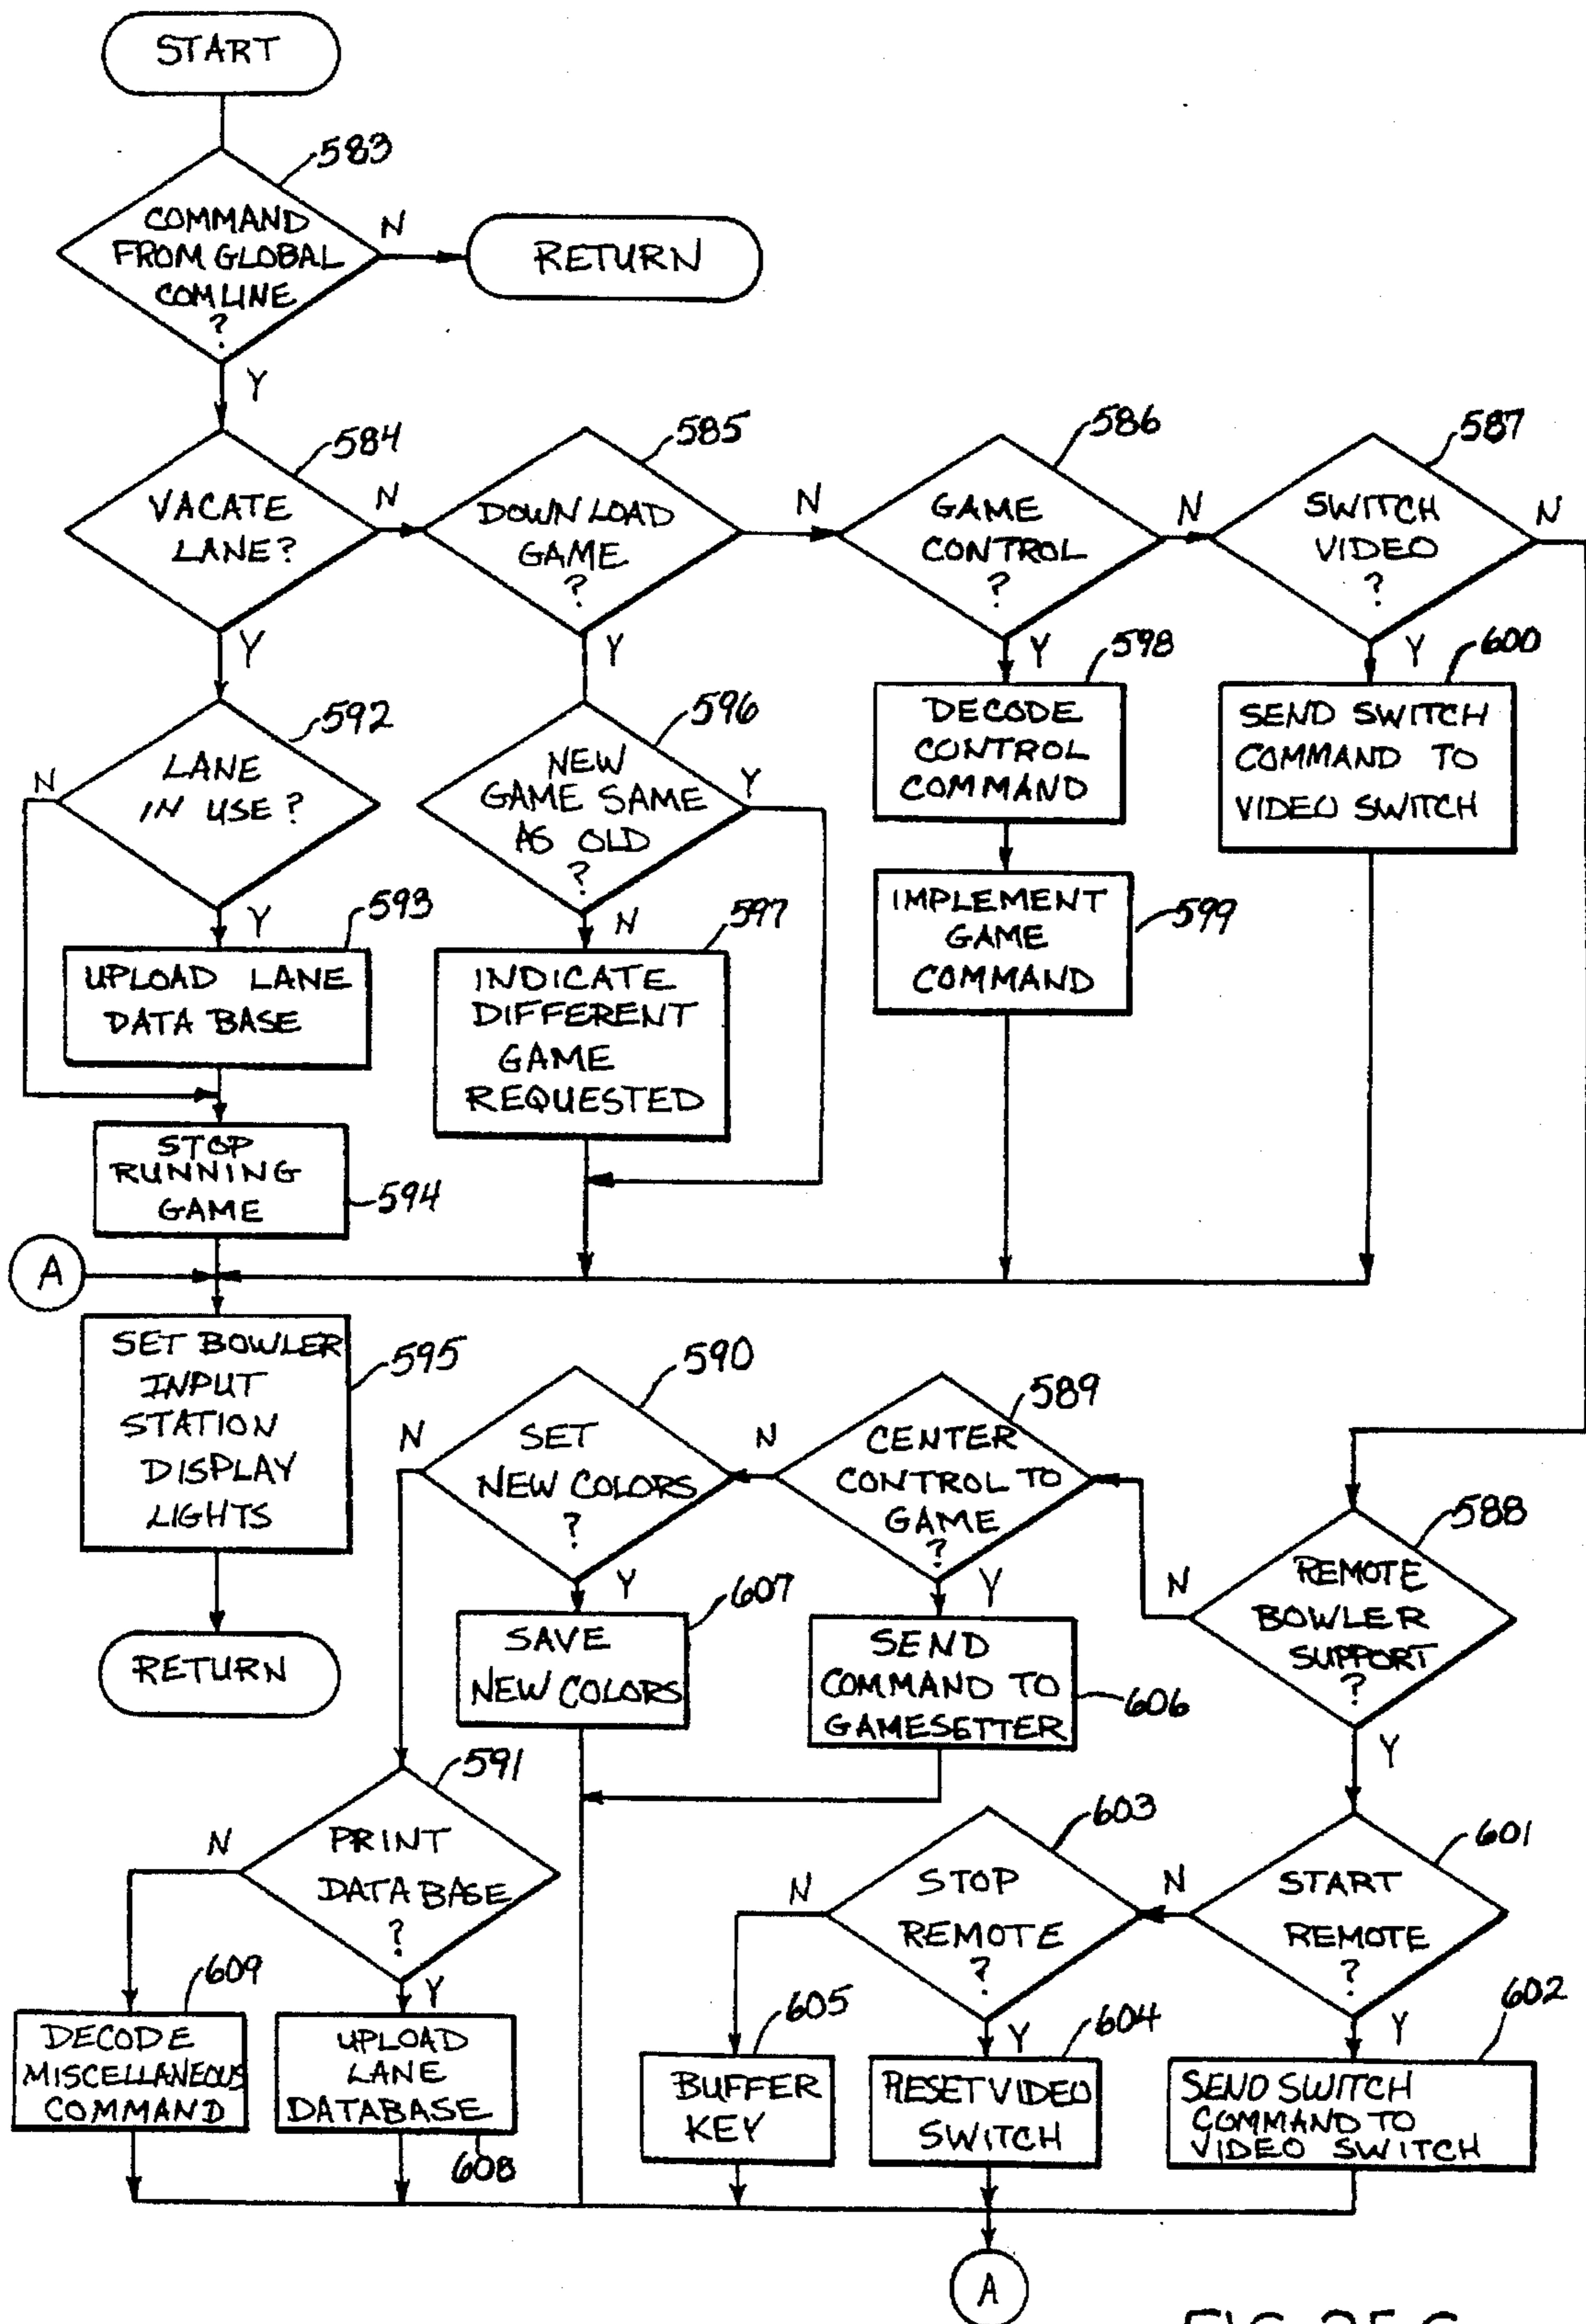 START
583
COMMAND
FROM GLOBAL
COMLINE
?
N
RETURN
Y
584
VACATE
LANE?
N
585
DOWNLOAD
GAME
?
N
586
GAME
CONTROL
?
N
587
SWITCH
VIDEO
?
N
Y
Y
Y
Y
592
LANE
IN USE?
N
Y
596
NEW
GAME SAME
AS OLD
?
Y
N
598
DECODE
CONTROL
COMMAND
600
SEND SWITCH
COMMAND TO
VIDEO SWITCH
593
UPLOAD LANE
DATA BASE
597
INDICATE
DIFFERENT
GAME
REQUESTED
IMPLEMENT
GAME
COMMAND
599
STOP
RUNNING
GAME
594
A
SET BOWLER
INPUT
STATION
DISPLAY
LIGHTS
595
RETURN
590
SET
NEW COLORS
?
N
Y
589
CENTER
CONTROL TO
GAME
?
N
Y
588
REMOTE
BOWLER
SUPPORT
?
N
Y
607
SAVE
NEW COLORS
SEND
COMMAND TO
GAMESETTER
606
591
PRINT
DATA BASE
?
N
Y
603
STOP
REMOTE
?
N
Y
601
START
REMOTE
?
N
Y
609
DECODE
MISCELLANEOUS
COMMAND
UPLOAD
LANE
DATABASE
608
605
BUFFER
KEY
604
RESET VIDEO
SWITCH
602
SEND SWITCH
COMMAND TO
VIDEO SWITCH
A